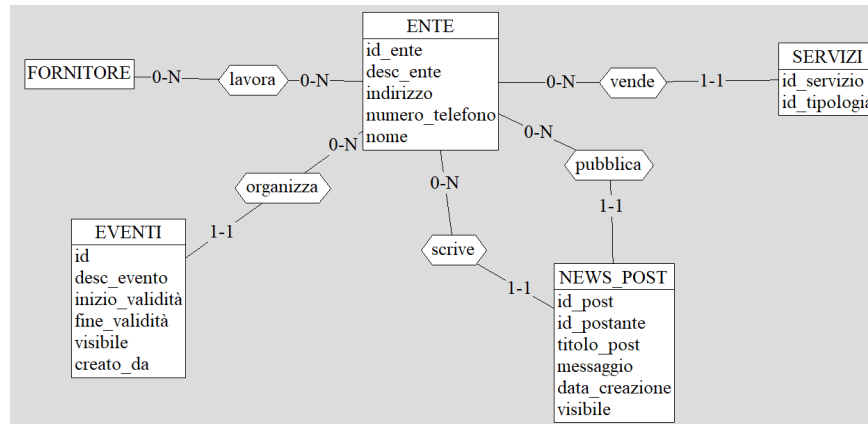 ENTE
id_ente
desc_ente
indirizzo
numero_telefono
nome
FORNITORE
0-N
lavora
0-N
0-N
vende
1-1
SERVIZI
id_servizio
id_tipologia
0-N
organizza
1-1
EVENTI
id
desc_evento
inizio_validità
fine_validità
visibile
creato_da
0-N
scrive
1-1
0-N
pubblica
1-1
NEWS_POST
id_post
id_postante
titolo_post
messaggio
data_creazione
visibile